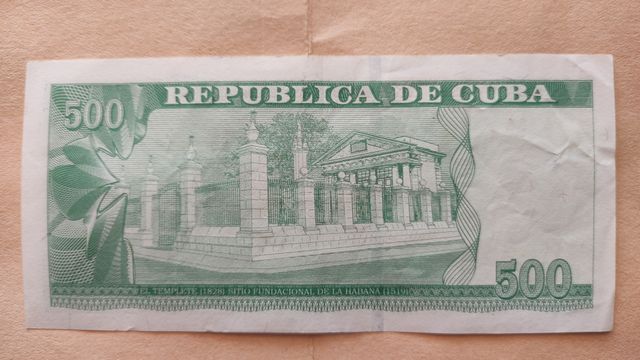 500
REPUBLICA DE CUBA
EL TEMPLETE (1828) SITIO FUNDACIONAL DE LA HABANA (1519)
500